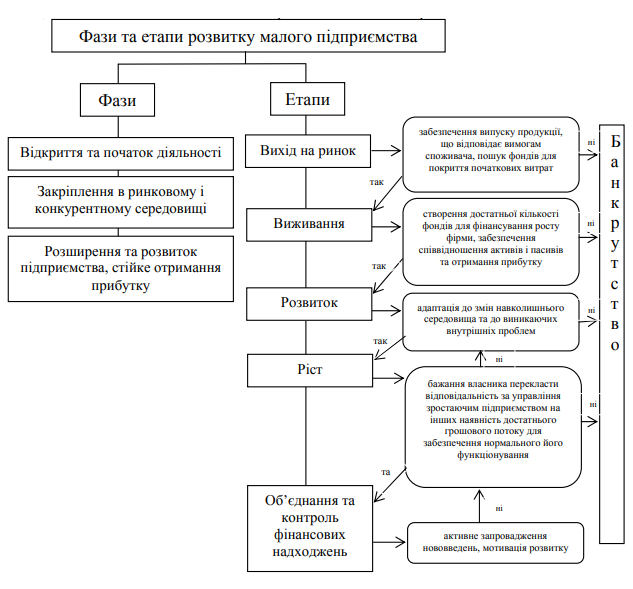 Фази та етапи розвитку малого підприємства
Фази
Відкриття та початок діяльності
Закріплення в ринковому і
конкурентному середовищі
Розширення та розвиток
підприємства, стійке отримання
прибутку
Етапи
Вихід на ринок
забезпечення випуску продукції,
що відповідає вимогам
споживача, пошук фондів для
покриття початкових витрат
ні
так
Виживання
створення достатньої кількості
фондів для фінансування росту
фірми, забезпечення
співвідношення активів і пасивів
та отримання прибутку
ні
так
Розвиток
адаптація до змін навколишнього
середовища та до виникаючих
внутрішніх проблем
ні
так
ні
Ріст
бажання власника перекласти
відповідальність за управління
зростаючим підприємством на
інших наявність достатнього
грошового потоку для
забезпечення нормального його
функціонування
ні
та
Об’єднання та
контроль
фінансових
надходжень
ні
активне запровадження
нововведень, мотивація розвитку
Банкрутство